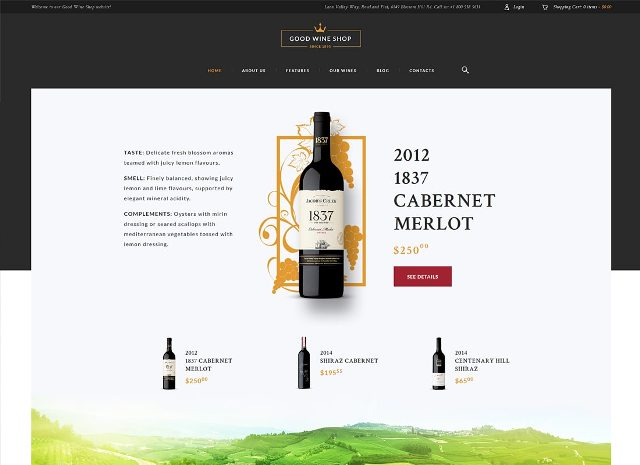 Welcome to our Good Wine Shop website!
Login
Shopping Cart: 0 items - $0.00
GOOD WINE SHOP
SINCE 1895
HOME
ABOUT US
FEATURES
OUR WINES
BLOG
CONTACTS
TASTE: Delicate fresh blossom aromas
teamed with juicy lemon flavours.
SMELL: Finely balanced, showing juicy
lemon and lime flavours, supported by
elegant mineral acidity.
COMPLEMENTS: Oysters with mirin
dressing or seared scallops with
mediterranean vegetables tossed with
lemon dressing.
1837
JACOB'S CREEK
1837
Cabernet Merlot
2012
1837
CABERNET
MERLOT
$250⁰⁰
SEE DETAILS
2012
1837 CABERNET
MERLOT
$250⁰⁰
2014
SHIRAZ CABERNET
$195⁵⁵
2014
CENTENARY HILL
SHIRAZ
$65⁰⁰